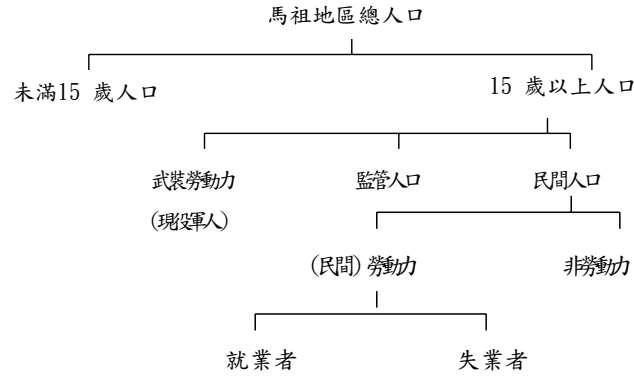 馬祖地區總人口
未滿15 歲人口
15 歲以上人口
武裝勞動力
監管人口
民間人口
(現役軍人)
(民間)勞動力
非勞動力
就業者
失業者